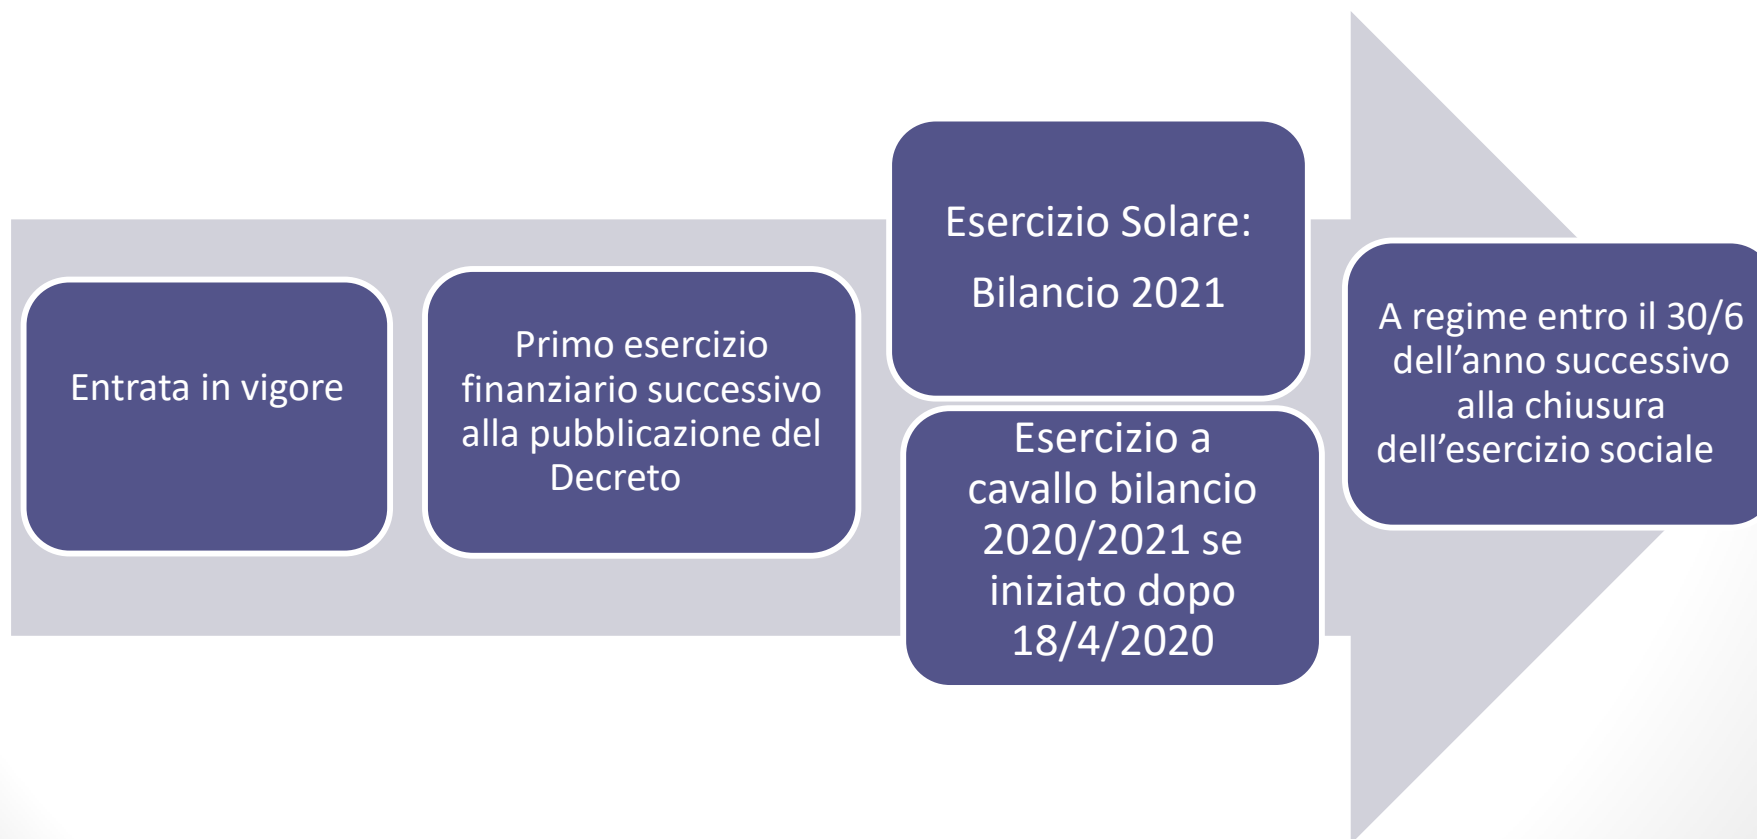 Entrata in vigore
Primo esercizio
finanziario successivo
alla pubblicazione del
Decreto
Esercizio Solare:
Bilancio 2021
Esercizio a
cavallo bilancio
2020/2021 se
iniziato dopo
18/4/2020
A regime entro il 30/6
dell’anno successivo
alla chiusura
dell’esercizio sociale